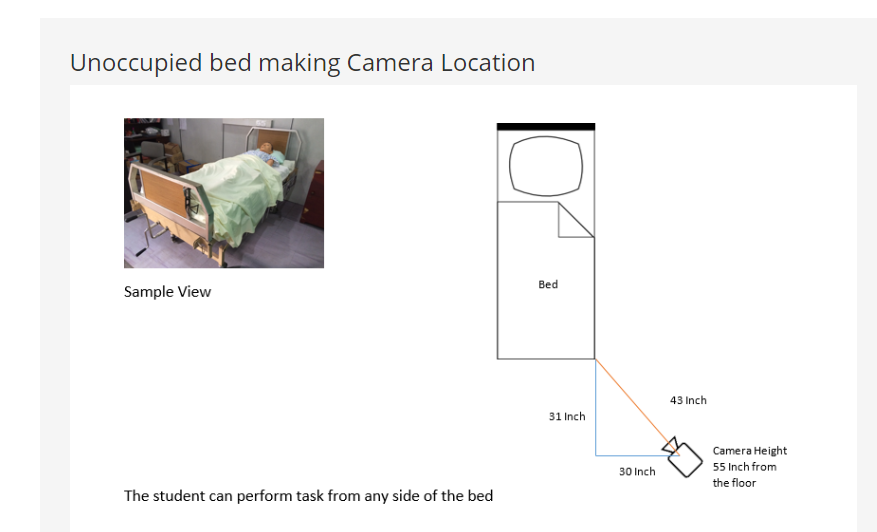 Unoccupied bed making Camera Location
Sample View
Bed
43 Inch
31 Inch
Camera Height
55 Inch from
the floor
30 Inch
The student can perform task from any side of the bed